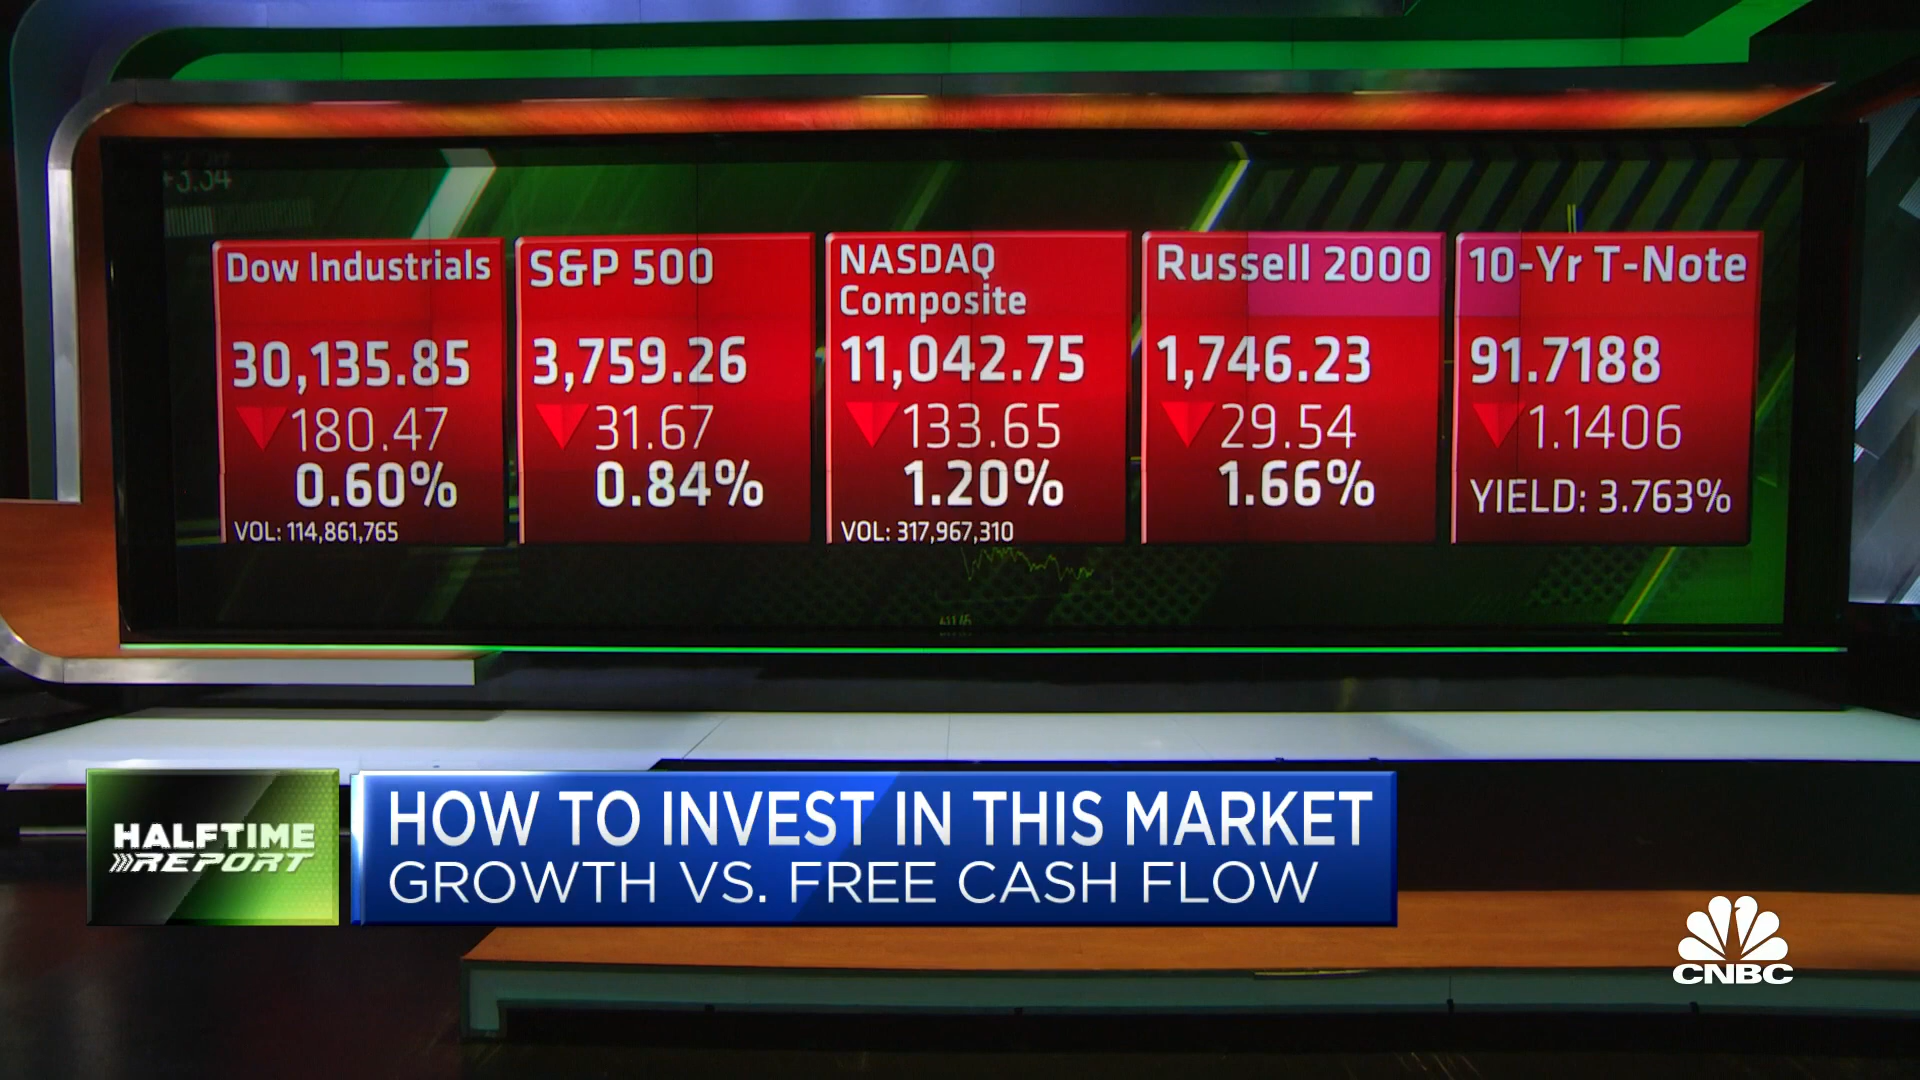 +3.34
Dow Industrials
30,135.85
180.47
0.60%
VOL: 114,861,765
S&P 500
3,759.26
31.67
0.84%
NASDAQ
Composite
11,042.75
133.65
1.20%
VOL: 317,967,310
Russell 2000
1,746.23
29.54
1.66%
10-Yr T-Note
91.7188
1.1406
YIELD: 3.763%
HALFTIME
REPORT
HOW TO INVEST IN THIS MARKET
GROWTH VS. FREE CASH FLOW
CNBC